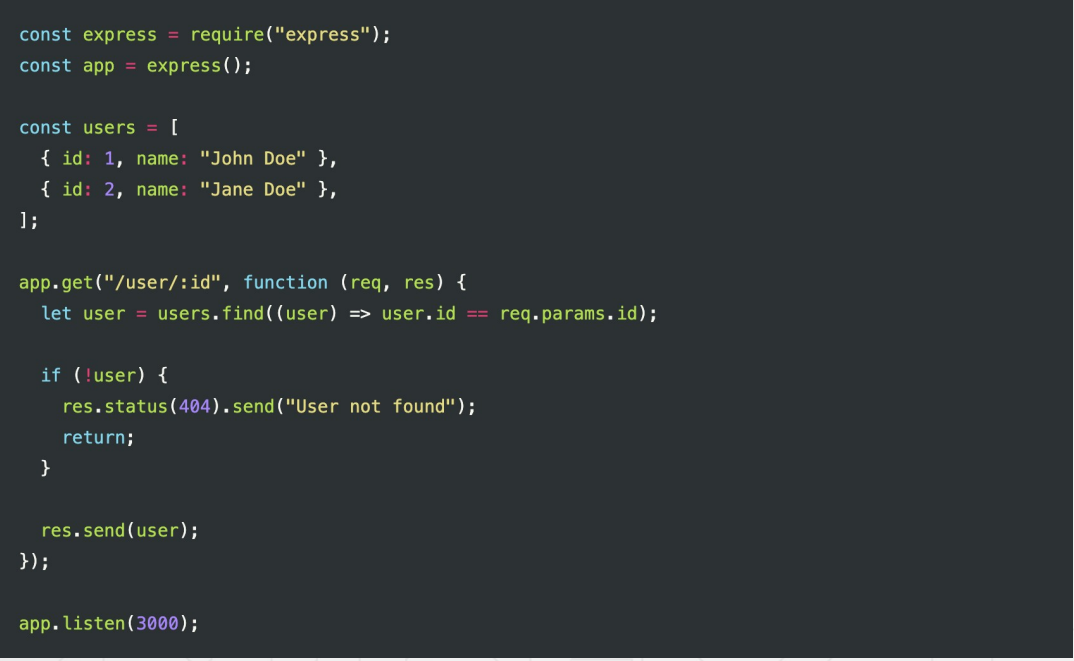 const express = require("express");
const app = express();

const users = [
  { id: 1, name: "John Doe" },
  { id: 2, name: "Jane Doe" },
];

app.get("/user/:id", function (req, res) {
  let user = users.find((user) => user.id == req.params.id);

  if (!user) {
    res.status(404).send("User not found");
    return;
  }

  res.send(user);
});

app.listen(3000);